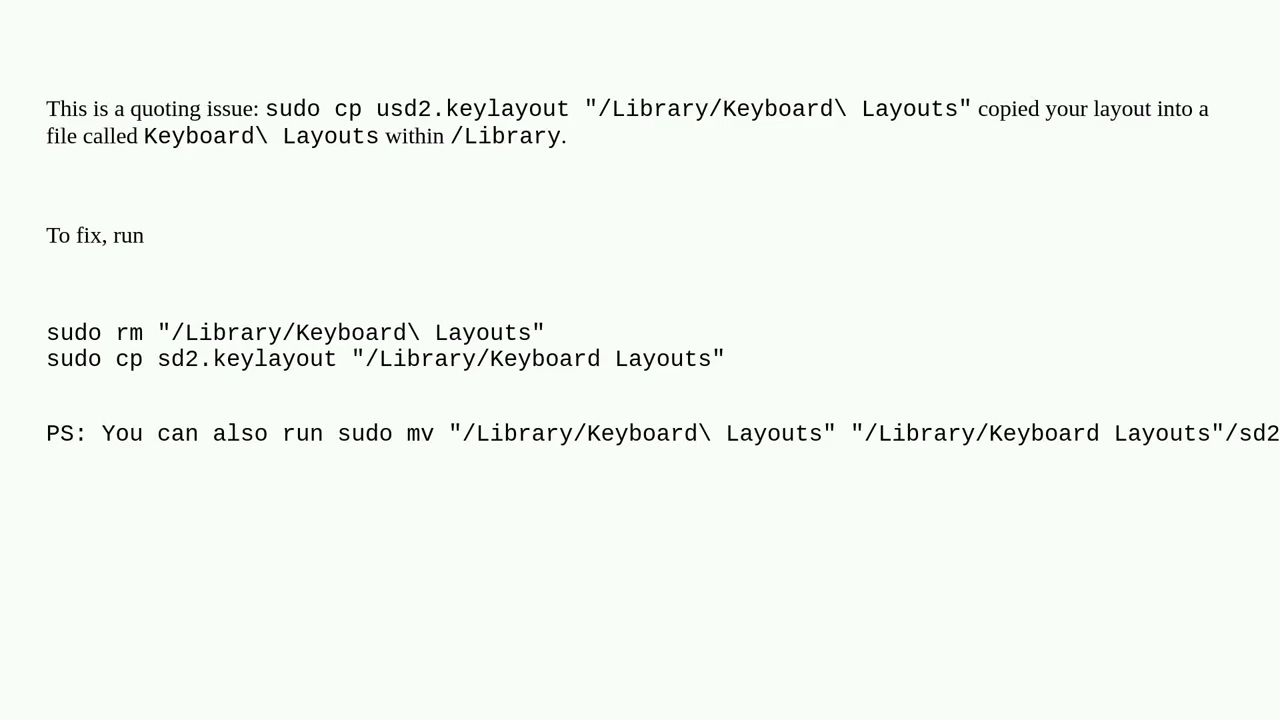 This is a quoting issue: sudo cp usd2.keylayout "/Library/Keyboard\ Layouts" copied your layout into a
file called Keyboard\ Layouts within /Library.
To fix, run
sudo rm "/Library/Keyboard\ Layouts"
sudo cp sd2.keylayout "/Library/Keyboard Layouts"
PS: You can also run sudo mv "/Library/Keyboard\ Layouts" "/Library/Keyboard Layouts"/sd2